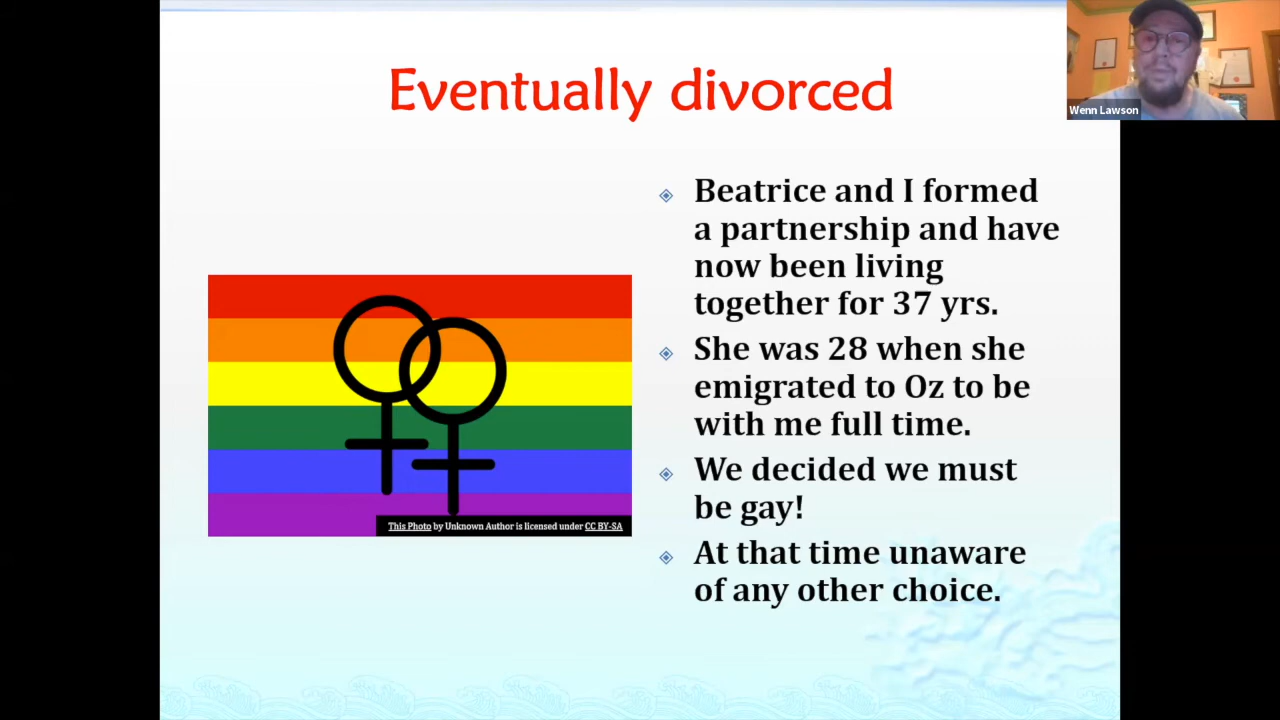 Eventually divorced
Wenn Lawson
Beatrice and I formed
a partnership and have
now been living
together for 37 yrs.
She was 28 when she
emigrated to Oz to be
with me full time.
We decided we must
be gay!
At that time unaware
of any other choice.
This Photo by Unknown Author is licensed under CC BY-SA